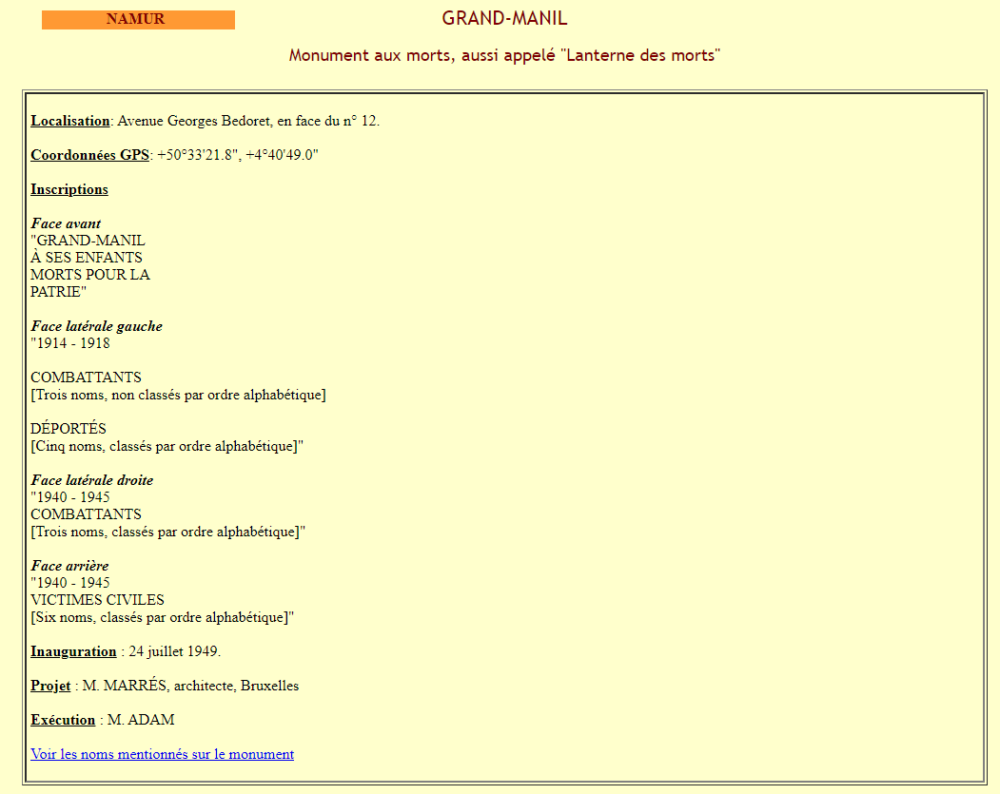 NAMUR
GRAND-MANIL
Monument aux morts, aussi appelé "Lanterne des morts"
Localisation: Avenue Georges Bedoret, en face du n° 12.
Coordonnées GPS: +50°33'21.8", +4°40'49.0"
Inscriptions
Face avant
"GRAND-MANIL
À SES ENFANTS
MORTS POUR LA
PATRIE"
Face latérale gauche
"1914 - 1918
COMBATTANTS
[Trois noms, non classés par ordre alphabétique]
DÉPORTÉS
[Cinq noms, classés par ordre alphabétique]"
Face latérale droite
"1940 - 1945
COMBATTANTS
[Trois noms, classés par ordre alphabétique]"
Face arrière
"1940 - 1945
VICTIMES CIVILES
[Six noms, classés par ordre alphabétique]"
Inauguration : 24 juillet 1949.
Projet : M. MARRÉS, architecte, Bruxelles
Exécution : M. ADAM
Voir les noms mentionnés sur le monument